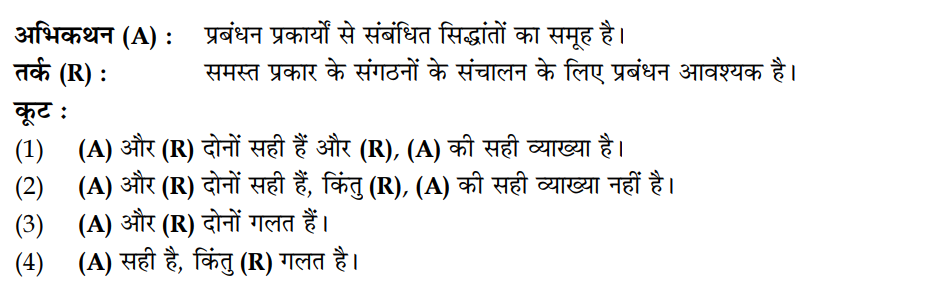 अभिकथन (A) : प्रबंधन प्रकार्यों से संबंधित सिद्धांतों का समूह है।
तर्क (R) : समस्त प्रकार के संगठनों के संचालन के लिए प्रबंधन आवश्यक है।
कूट :
(1) (A) और (R) दोनों सही हैं और (R), (A) की सही व्याख्या है।
(2) (A) और (R) दोनों सही हैं, किंतु (R), (A) की सही व्याख्या नहीं है।
(3) (A) और (R) दोनों गलत हैं।
(4) (A) सही है, किंतु (R) गलत है।